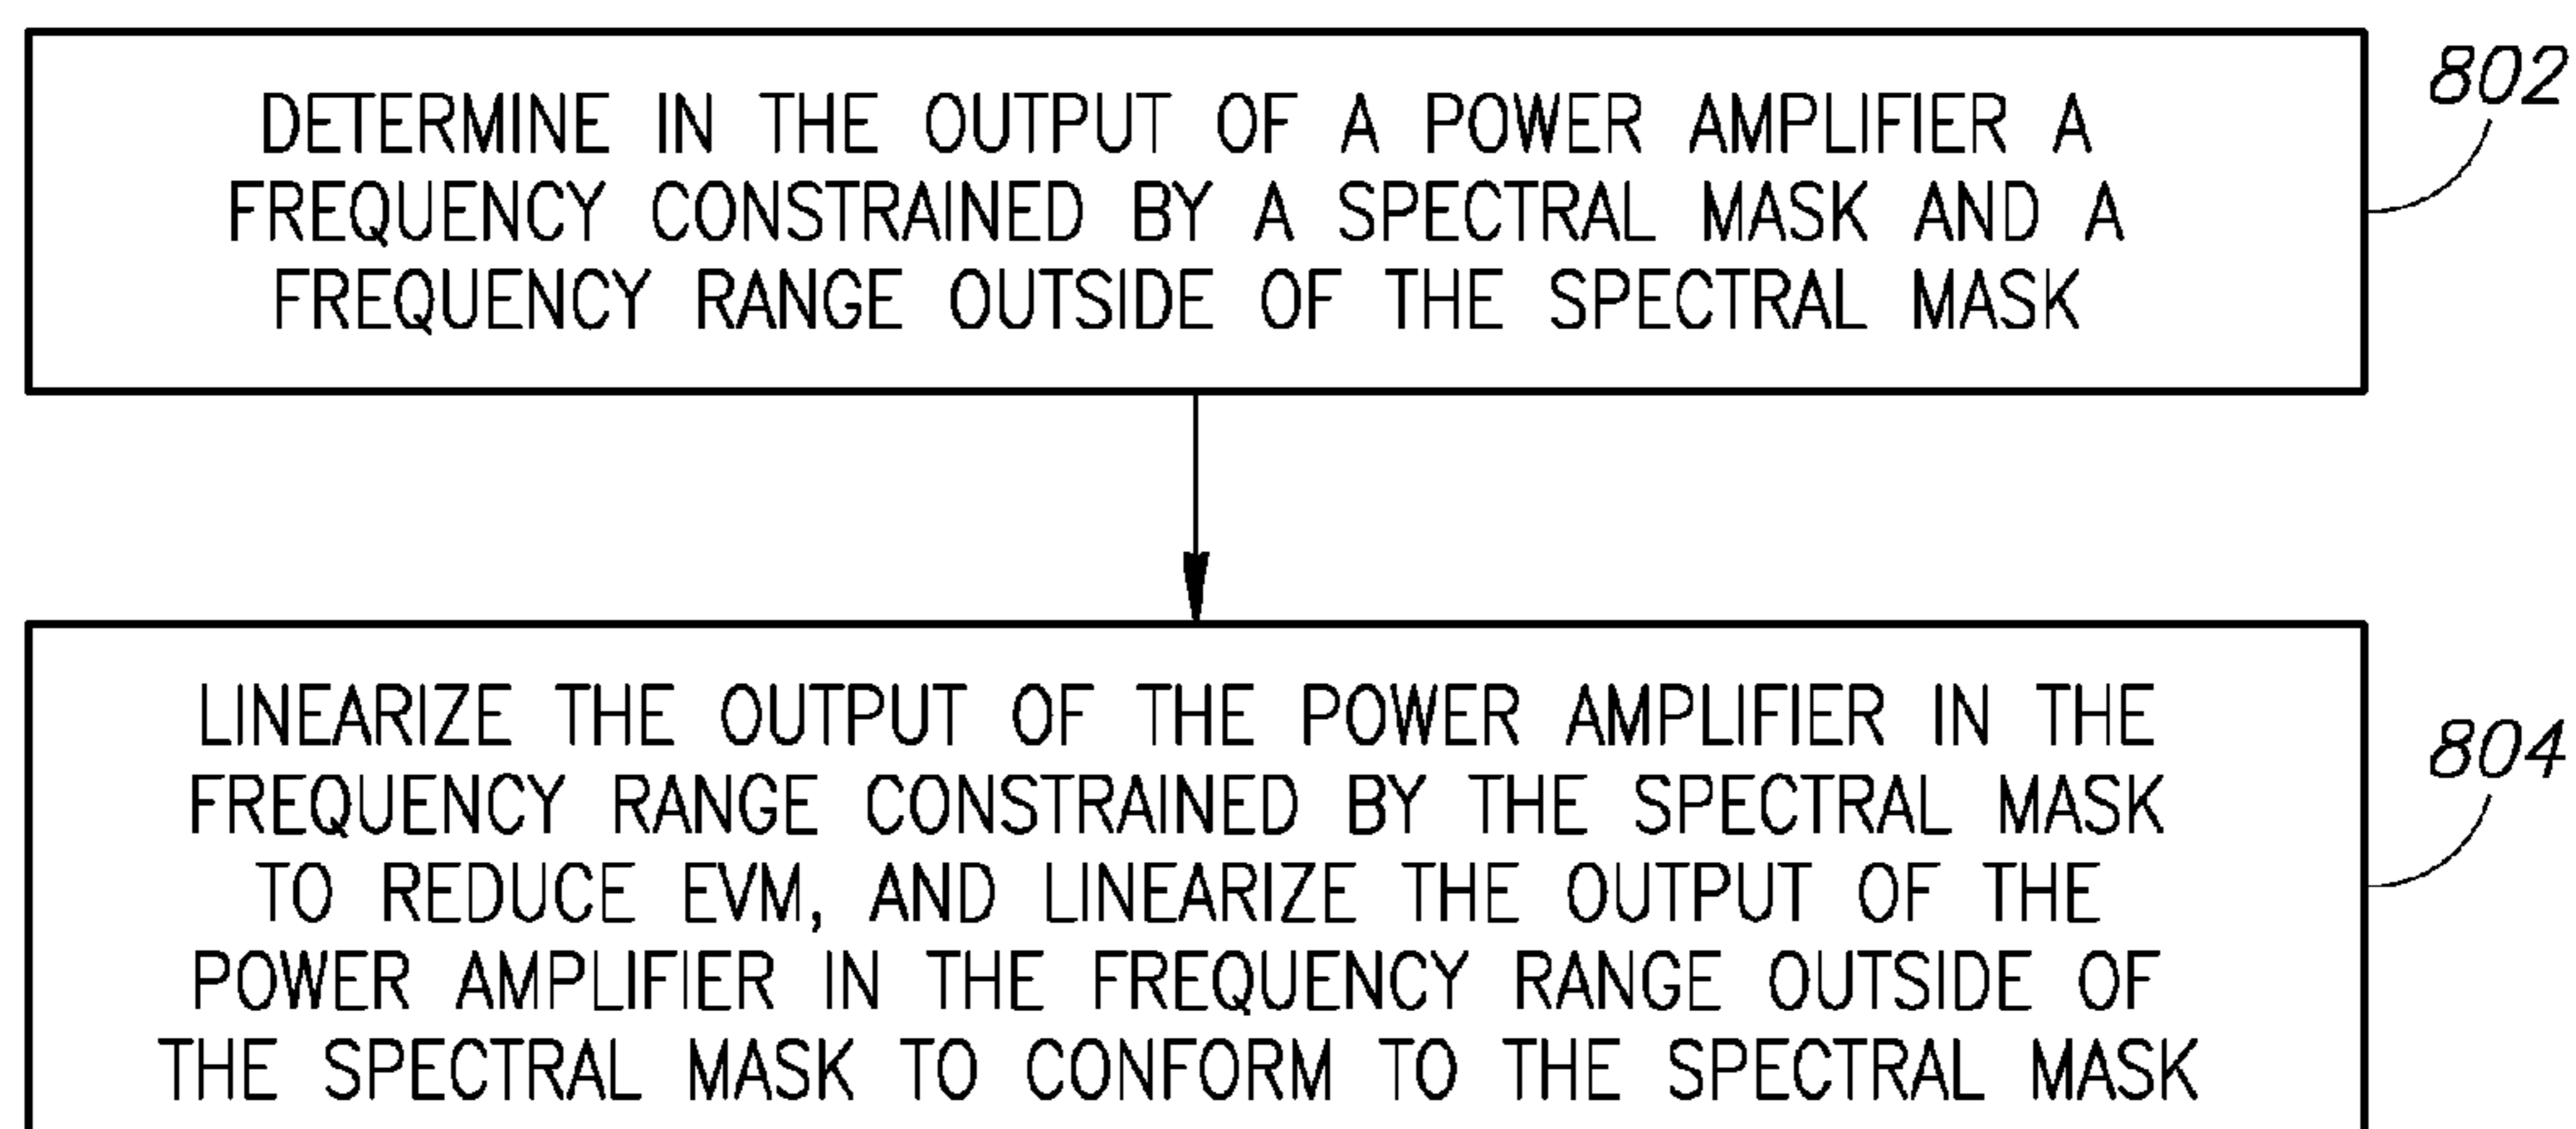 DETERMINE IN THE OUTPUT OF A POWER AMPLIFIER A
FREQUENCY CONSTRAINED BY A SPECTRAL MASK AND A
FREQUENCY RANGE OUTSIDE OF THE SPECTRAL MASK
802
LINEARIZE THE OUTPUT OF THE POWER AMPLIFIER IN THE
FREQUENCY RANGE CONSTRAINED BY THE SPECTRAL MASK
TO REDUCE EVM, AND LINEARIZE THE OUTPUT OF THE
POWER AMPLIFIER IN THE FREQUENCY RANGE OUTSIDE OF
THE SPECTRAL MASK TO CONFORM TO THE SPECTRAL MASK
804